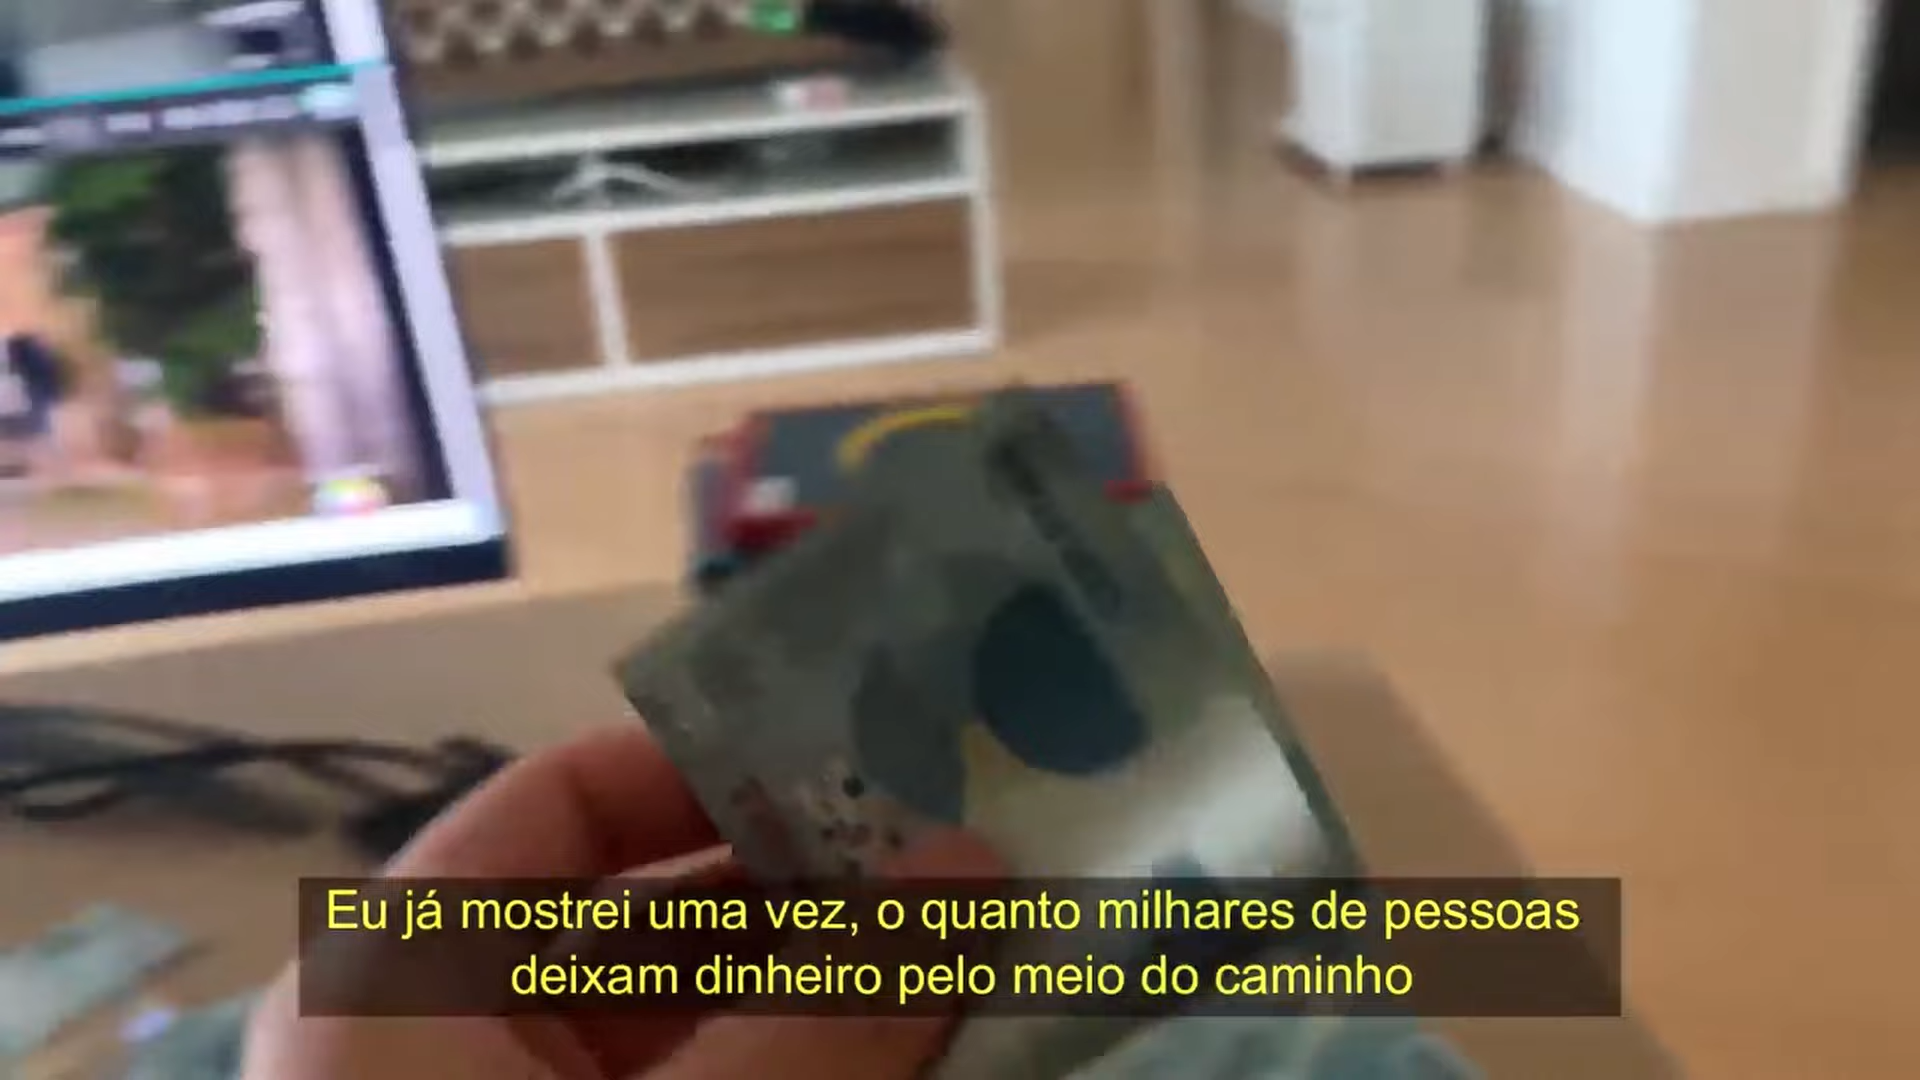 Eu já mostrei uma vez, o quanto milhares de pessoas
deixam dinheiro pelo meio do caminho